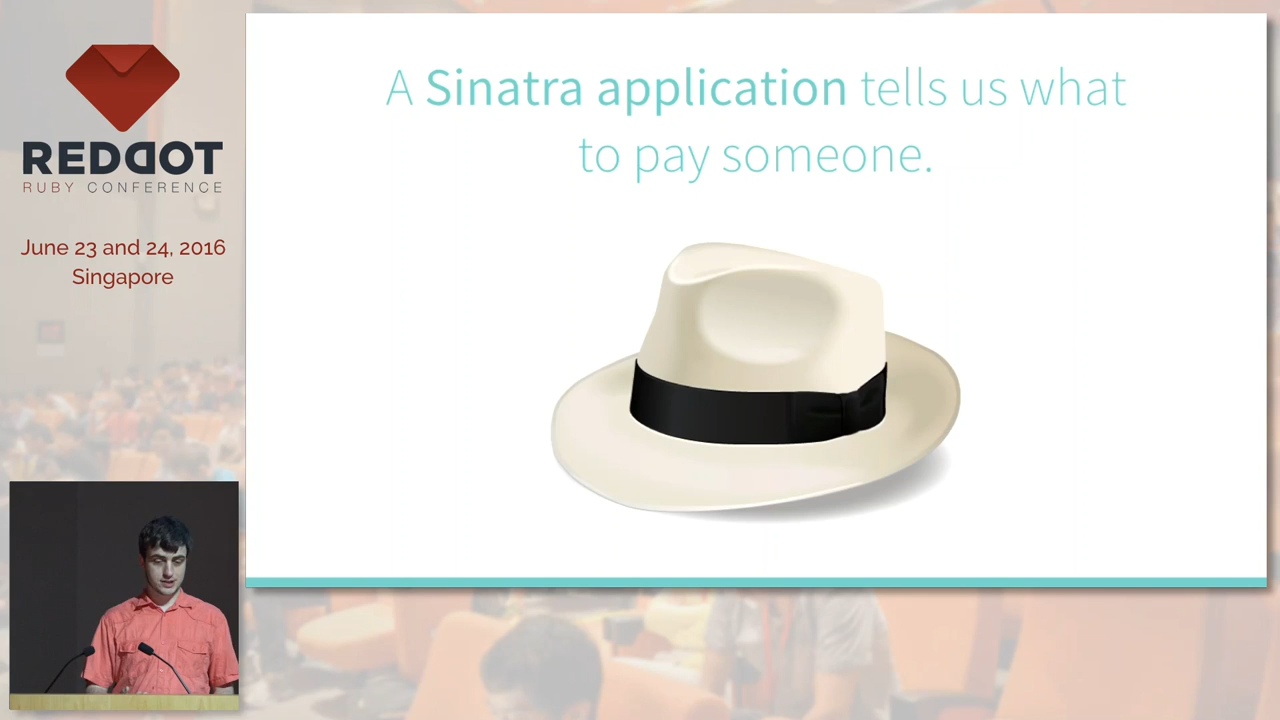 REDDOT
RUBY CONFERENCE
June 23 and 24, 2016
Singapore
A Sinatra application tells us what
to pay someone.